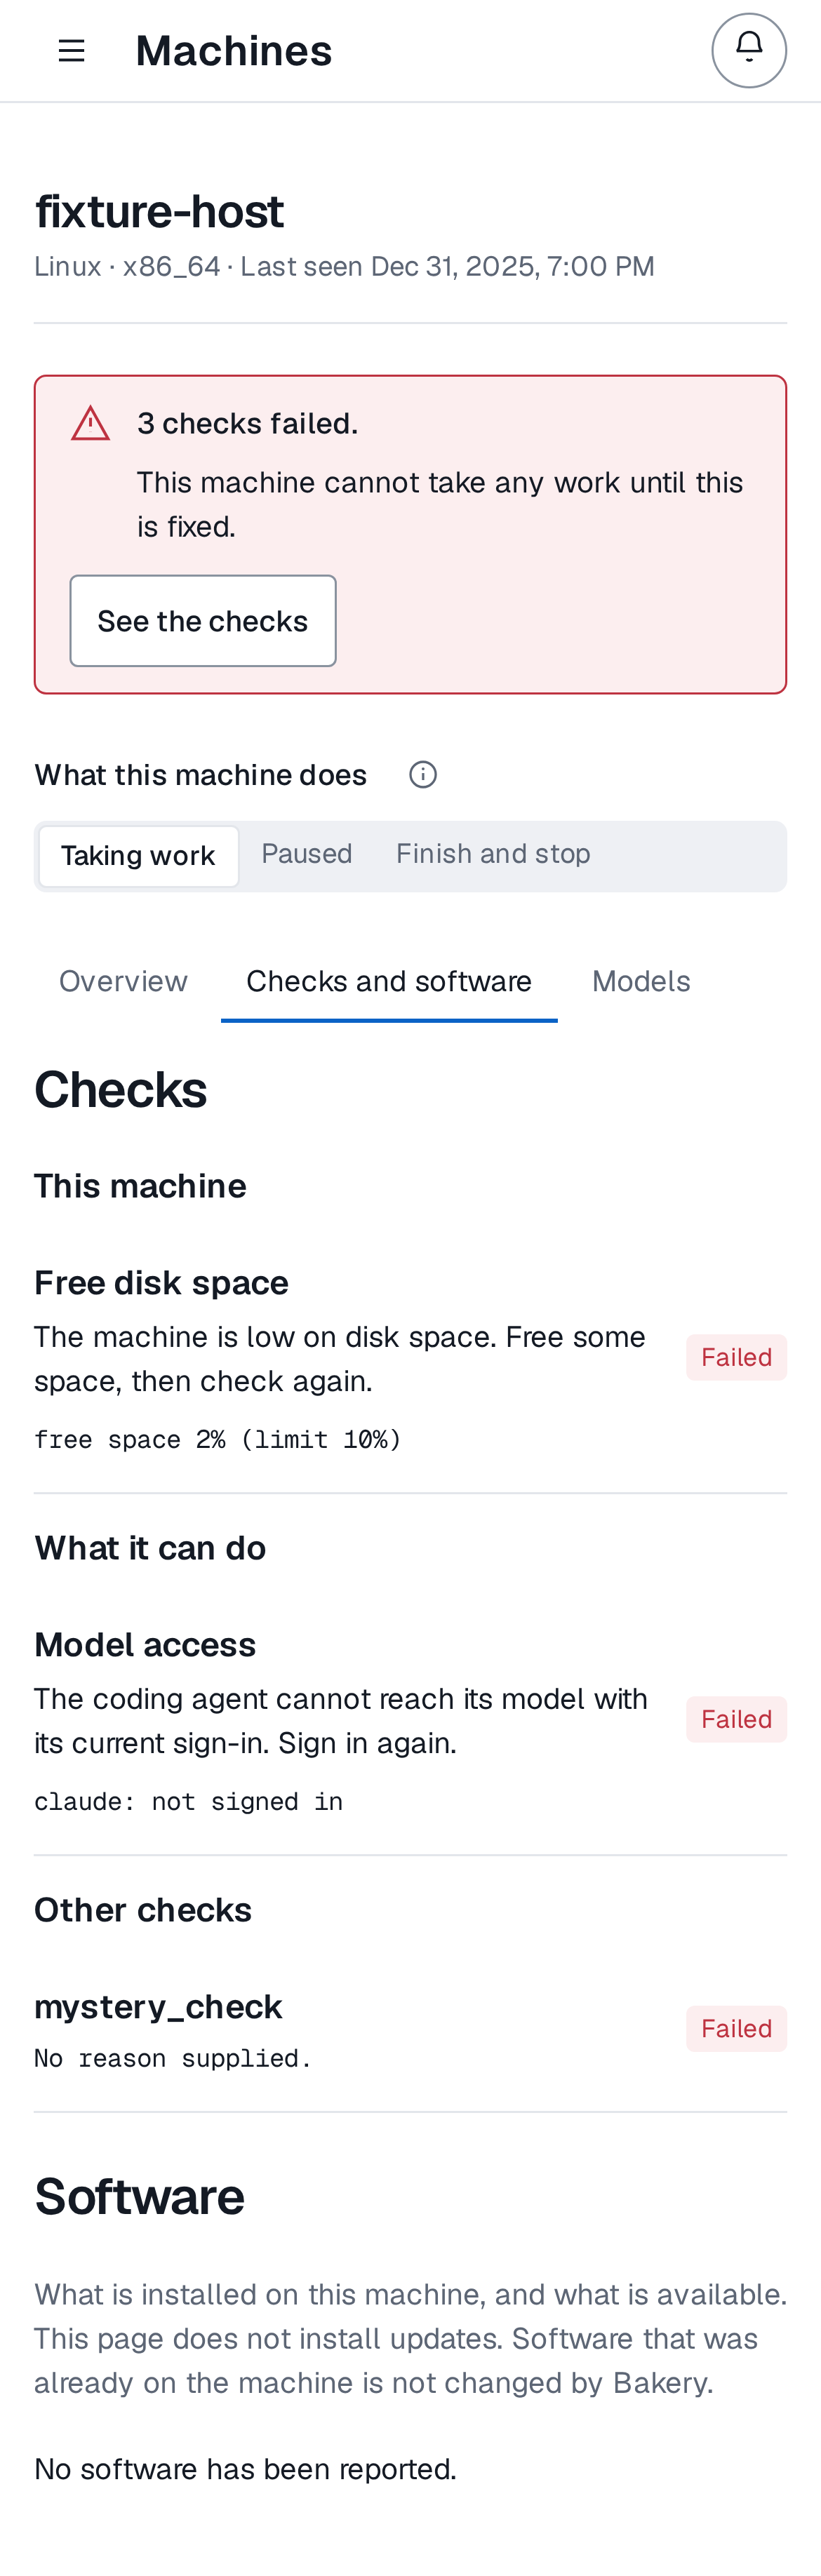 Machines
fixture-host
Linux · x86_64 · Last seen Dec 31, 2025, 7:00 PM
3 checks failed.
This machine cannot take any work until this
is fixed.
See the checks
What this machine does
Taking work Paused Finish and stop
Overview Checks and software Models
Checks
This machine
Free disk space
The machine is low on disk space. Free some
space, then check again.
Failed
free space 2% (limit 10%)
What it can do
Model access
The coding agent cannot reach its model with
its current sign-in. Sign in again.
Failed
claude: not signed in
Other checks
mystery_check
Failed
No reason supplied.
Software
What is installed on this machine, and what is available.
This page does not install updates. Software that was
already on the machine is not changed by Bakery.
No software has been reported.